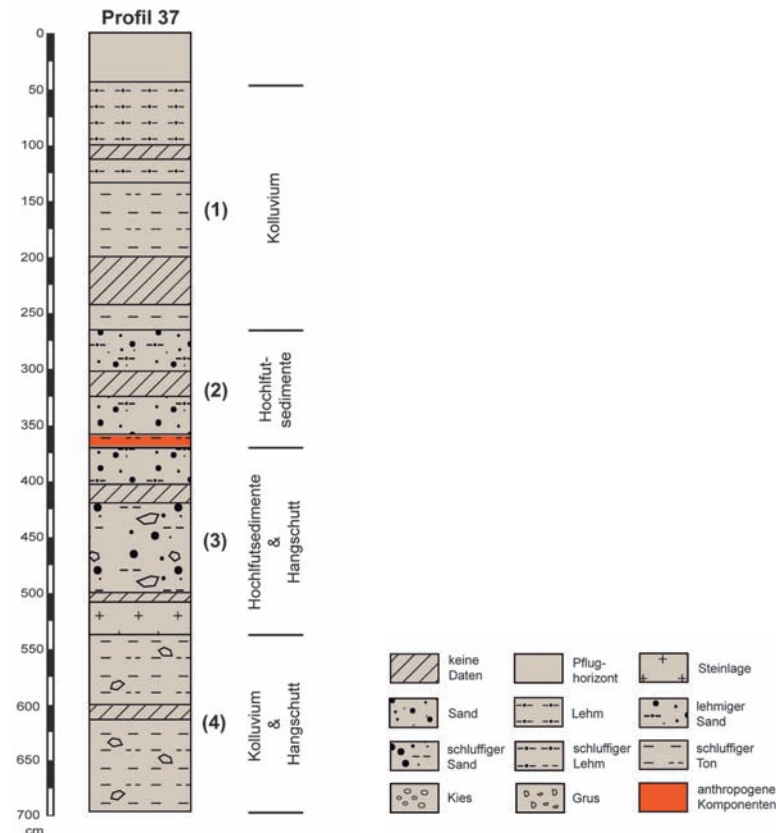 Profil 37
0
50
100
150
200
250
300
350
400
450
500
550
600
650
700
cm
(1)
Kolluvium
(2)
Hochlfut-
sedimente
(3)
Hochlfutsedimente
&
Hangschutt
(4)
Kolluvium
&
Hangschutt
keine
Daten
Pflug-
horizont
Steinlage
Sand
Lehm
lehmiger
Sand
schluffiger
Sand
schluffiger
Lehm
schluffiger
Ton
Kies
Grus
anthropogene
Komponenten